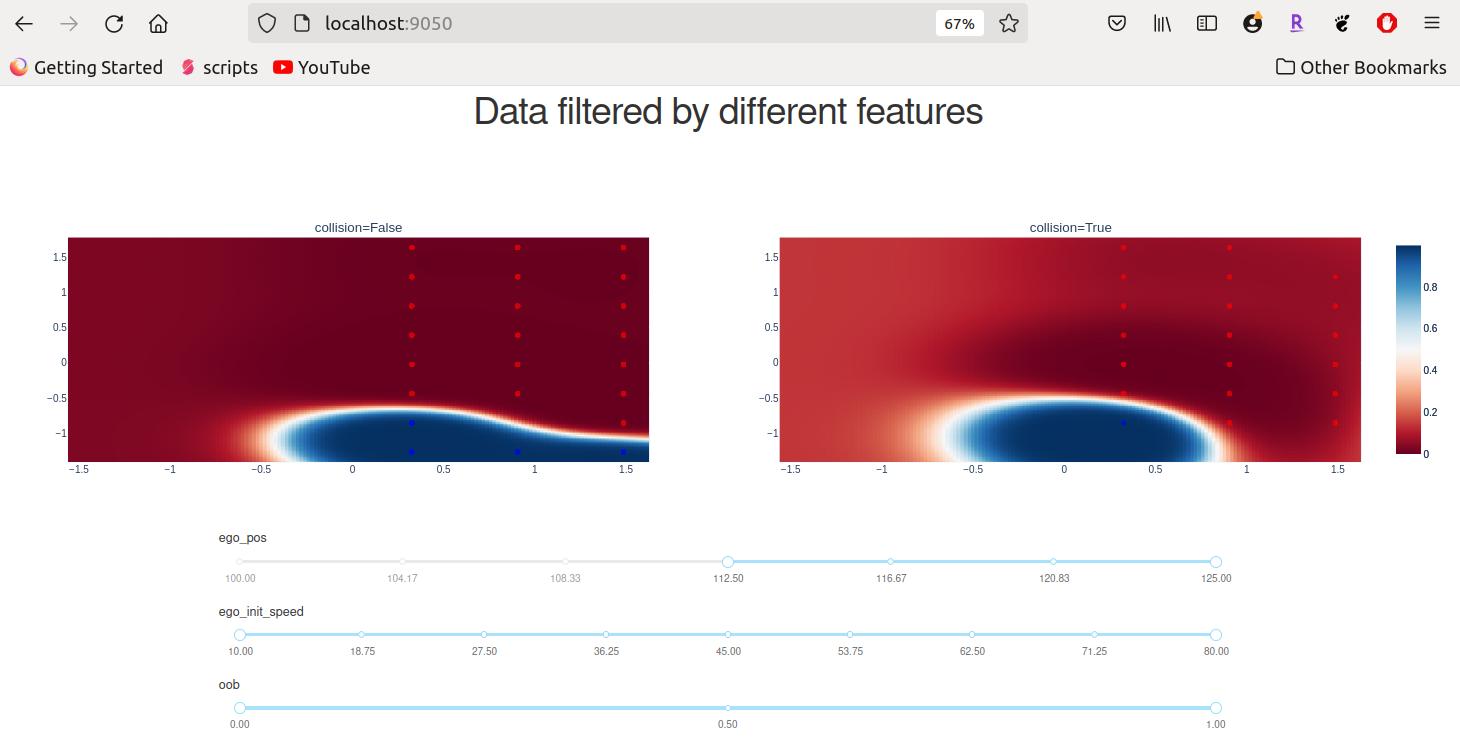 localhost:9050
67%
Getting Started scripts YouTube Other Bookmarks
Data filtered by different features
collision=False
collision=True
1.5
1
0.5
0
−0.5
−1
−1.5 −1 −0.5 0 0.5 1 1.5
1.5
1
0.5
0
−0.5
−1
−1.5 −1 −0.5 0 0.5 1 1.5
0.8
0.6
0.4
0.2
0
ego_pos
100.00 104.17 108.33 112.50 116.67 120.83 125.00
ego_init_speed
10.00 18.75 27.50 36.25 45.00 53.75 62.50 71.25 80.00
oob
0.00 0.50 1.00